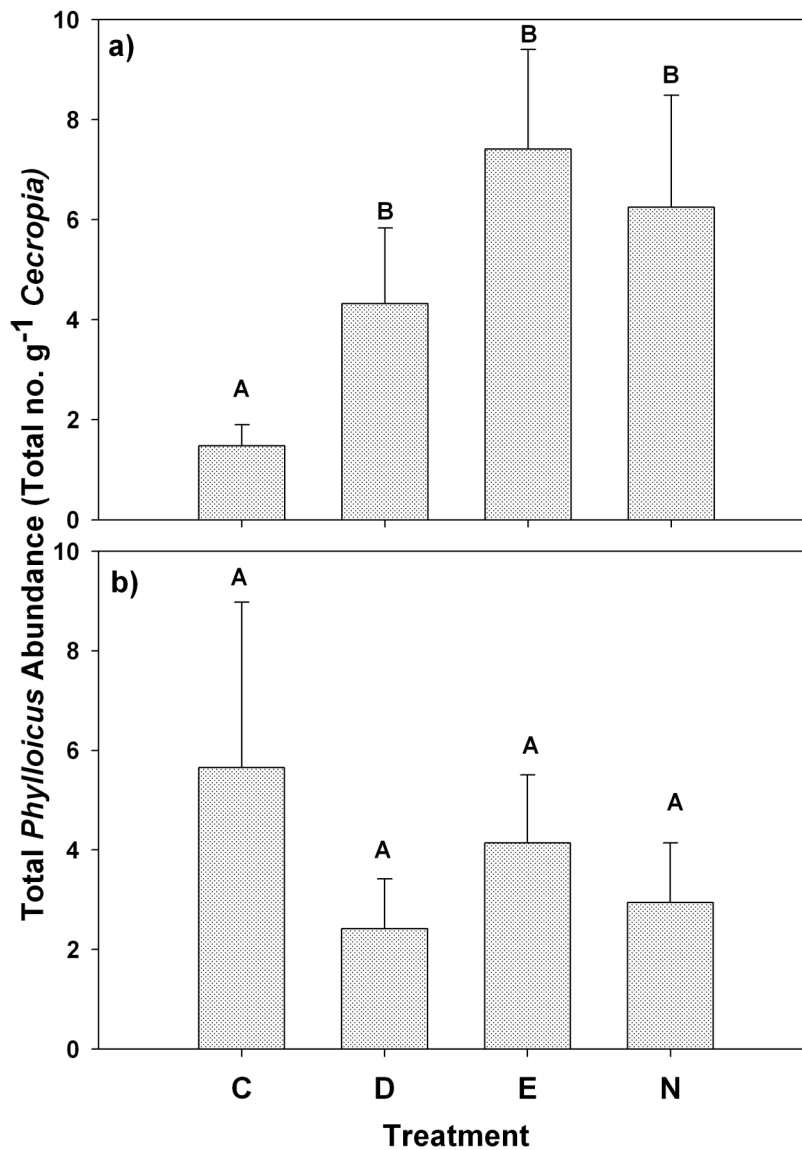 Total Phylloicus Abundance (Total no. g-1 Cecropia)
a)
10
8
6
4
2
0
A
B
B
B
b)
10
8
6
4
2
0
A
A
A
A
C D E N
Treatment